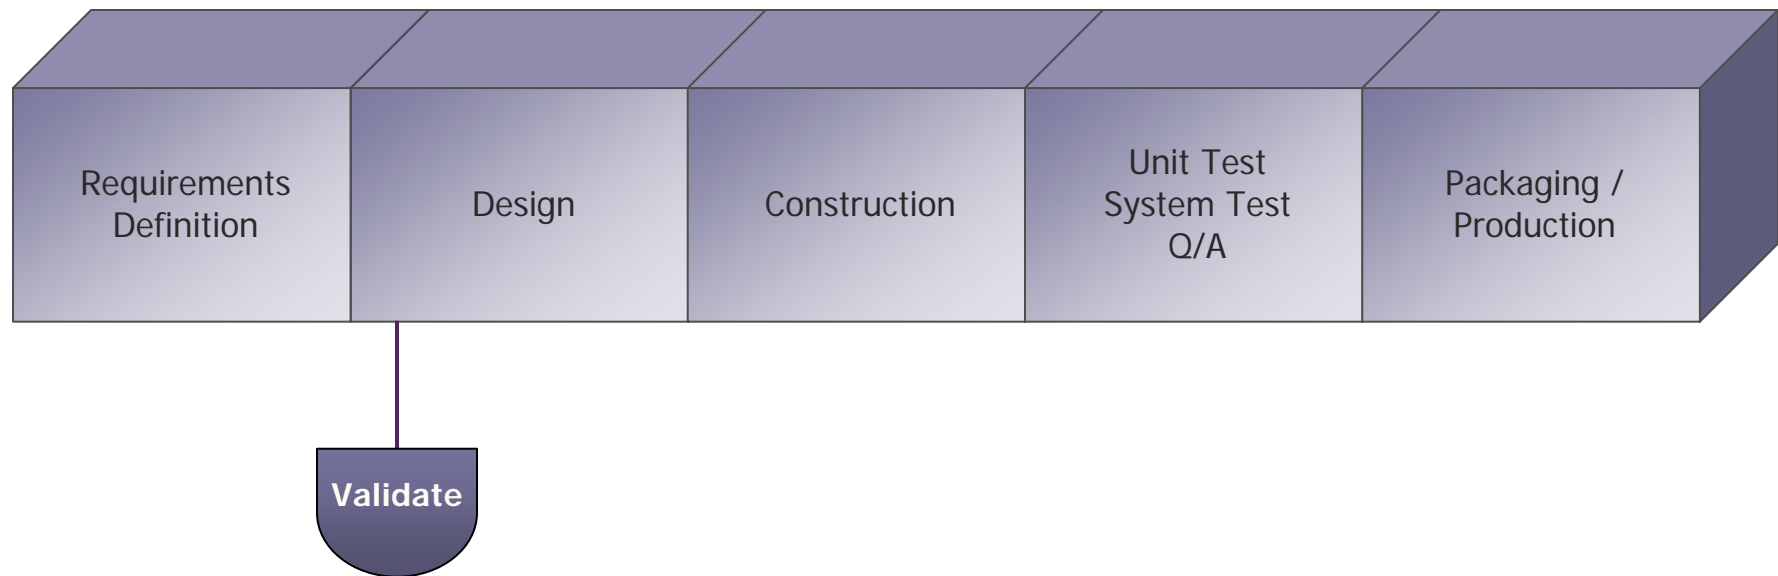 Requirements
Definition
Design
Construction
Unit Test
System Test
Q/A
Packaging /
Production
Validate